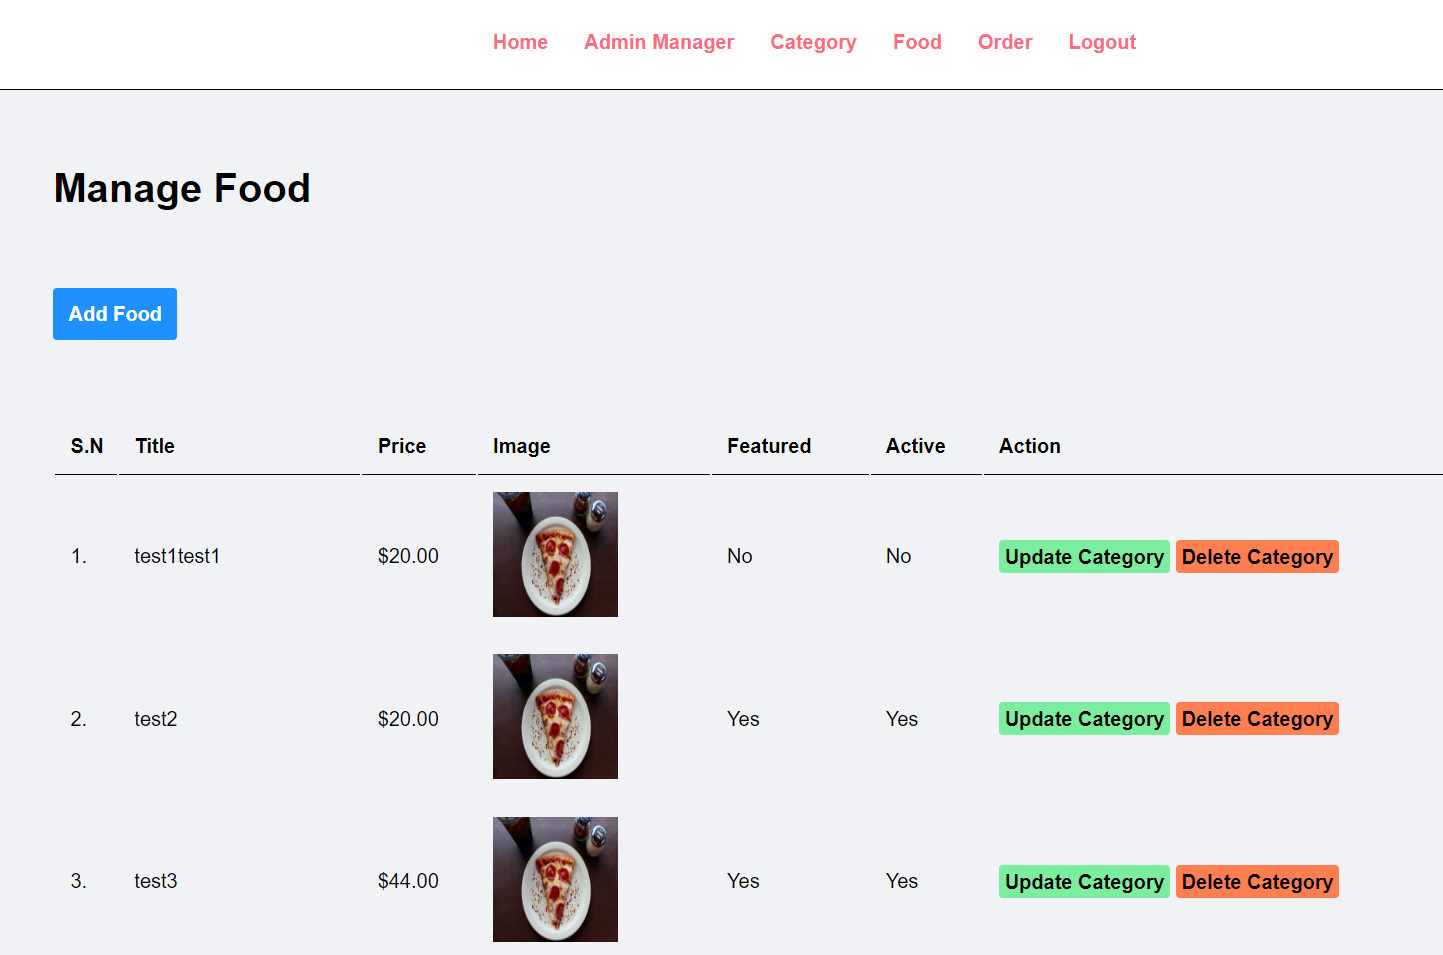 Home Admin Manager Category Food Order Logout
Manage Food
Add Food
S.N Title Price Image Featured Active Action
1. test1test1 $20.00 No No Update Category Delete Category
2. test2 $20.00 Yes Yes Update Category Delete Category
3. test3 $44.00 Yes Yes Update Category Delete Category